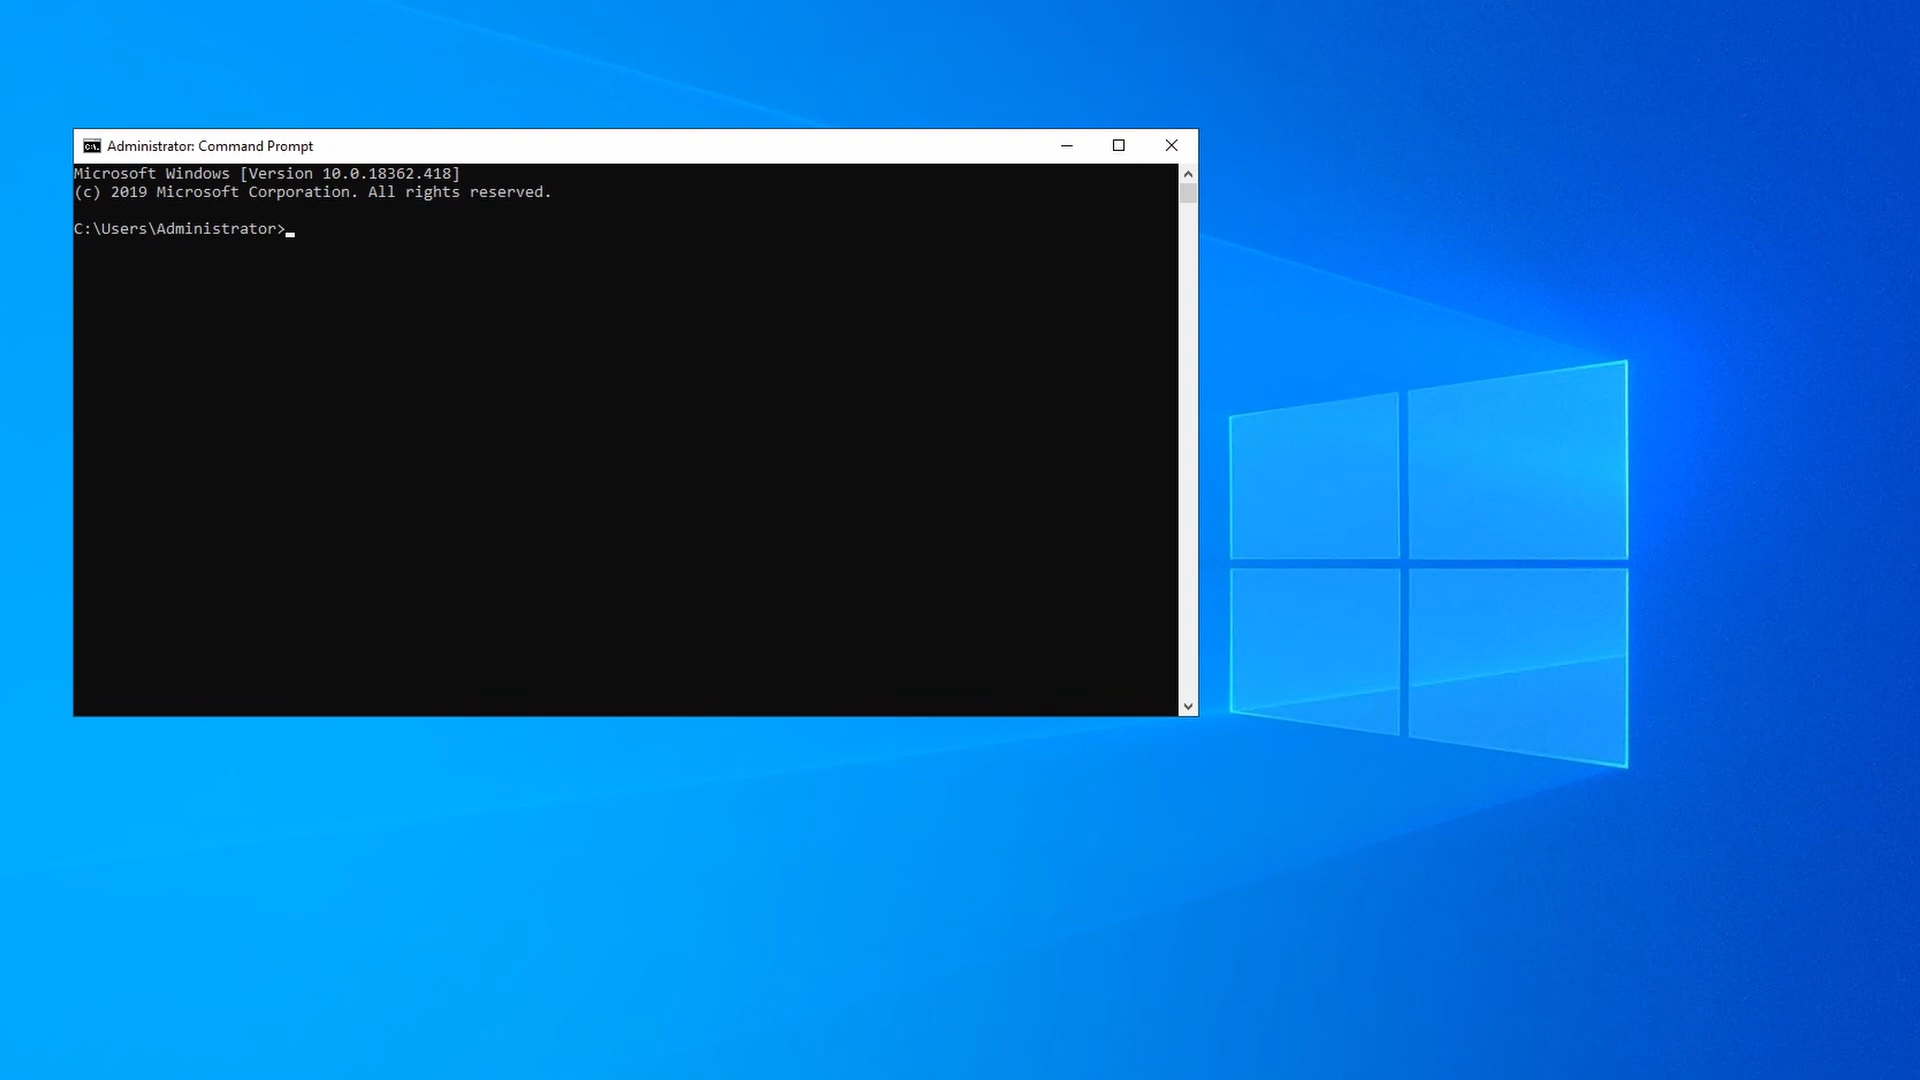 Administrator: Command Prompt
Microsoft Windows [Version 10.0.18362.418]
(c) 2019 Microsoft Corporation. All rights reserved.
C:\Users\Administrator>